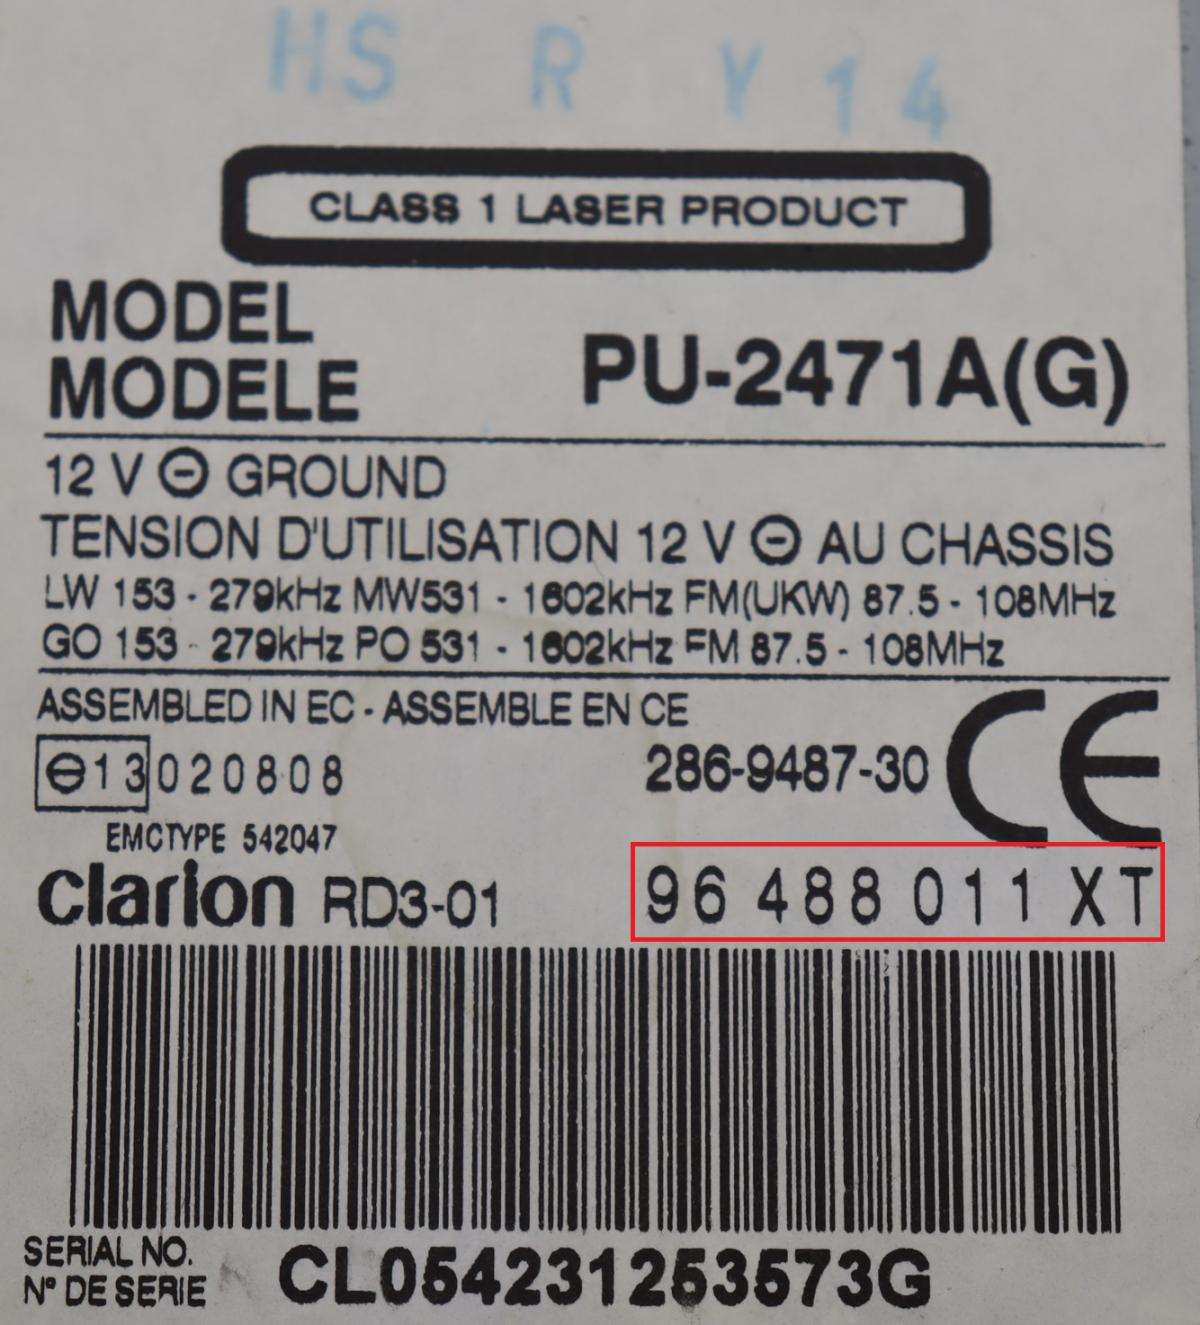 HS R Y 14
CLASS 1 LASER PRODUCT
MODEL
MODELE
PU-2471A(G)
12 V ⊖ GROUND
TENSION D'UTILISATION 12 V ⊖ AU CHASSIS
LW 153 - 279kHz MW531 - 1602kHz FM(UKW) 87.5 - 108MHz
GO 153 - 279kHz PO 531 - 1602kHz FM 87.5 - 108MHz
ASSEMBLED IN EC - ASSEMBLE EN CE
CE
⊖13 020808
286-9487-30
EMCTYPE 542047
Clarion RD3-01
96 488 011 XT
SERIAL NO.
N° DE SERIE
CL054231253573G